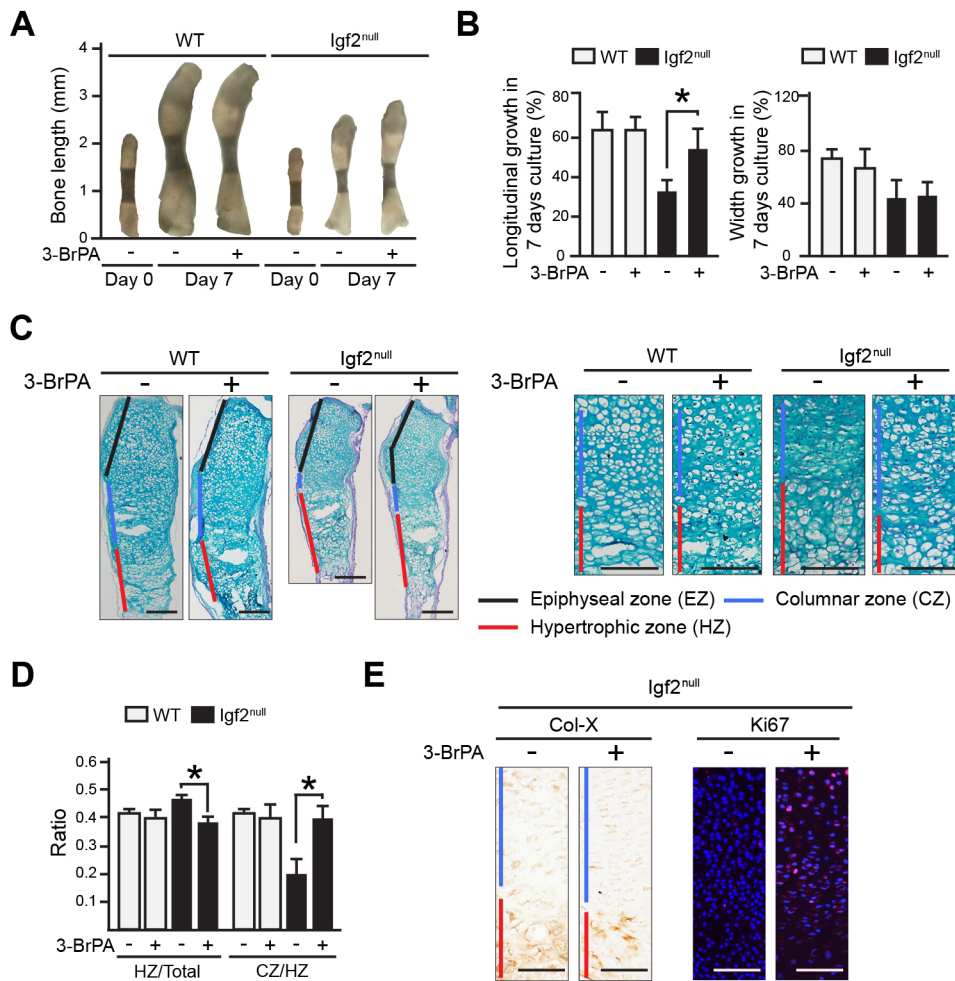 A
WT Igf2null
Bone length (mm)
4
3
2
1
0
3-BrPA - - + - - +
Day 0 Day 7 Day 0 Day 7
B
WT Igf2null
Longitudinal growth in
7 days culture (%)
80
60
40
20
0
*
3-BrPA - + - +
WT Igf2null
Width growth in
7 days culture (%)
120
80
40
0
3-BrPA - + - +
C
WT Igf2null
3-BrPA - + - +
WT Igf2null
3-BrPA - + - +
Epiphyseal zone (EZ) Columnar zone (CZ)
Hypertrophic zone (HZ)
D
WT Igf2null
Ratio
0.6
0.5
0.4
0.3
0.2
0.1
* *
3-BrPA - + - + - + - +
HZ/Total CZ/HZ
E
Igf2null
Col-X Ki67
3-BrPA - + - +